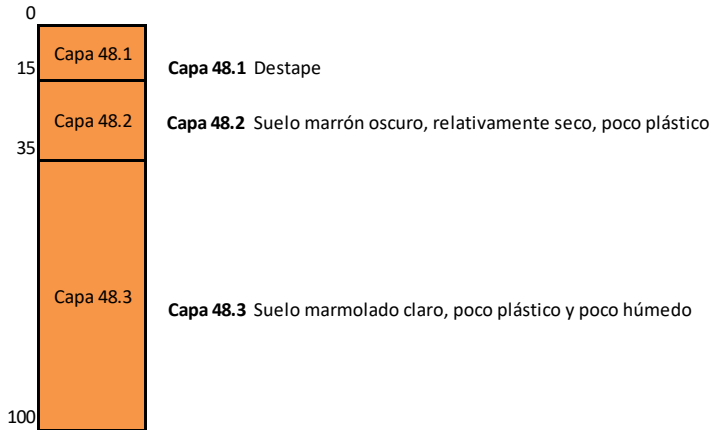 0
Capa 48.1
15
Capa 48.1 Destape
Capa 48.2
Capa 48.2 Suelo marrón oscuro, relativamente seco, poco plástico
35
Capa 48.3
Capa 48.3 Suelo marmolado claro, poco plástico y poco húmedo
100